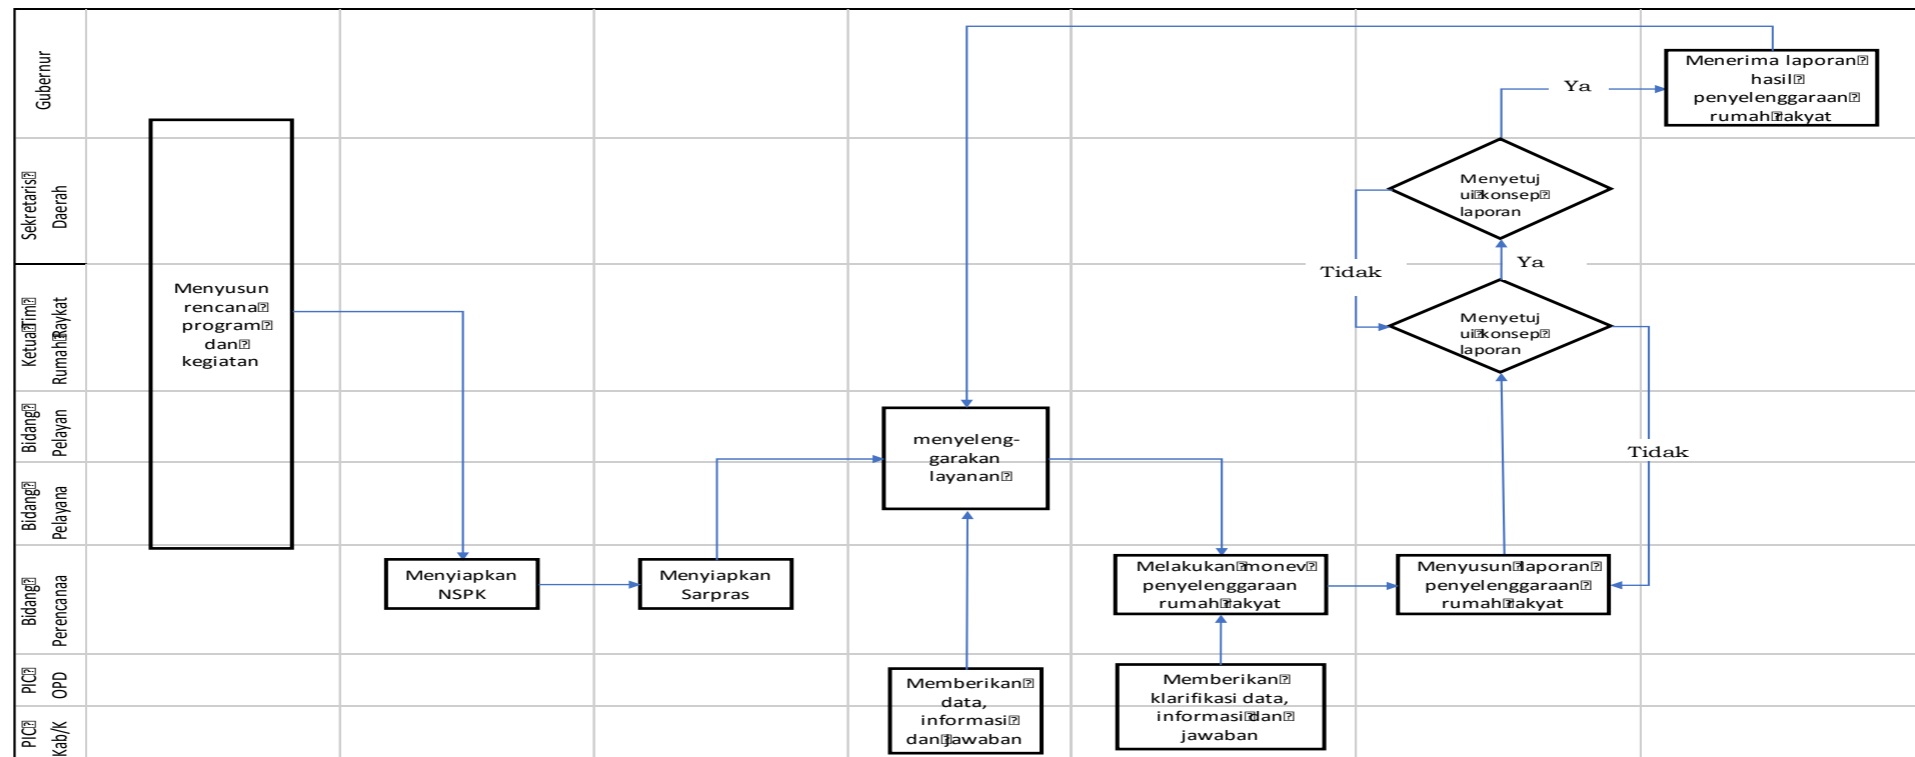 Gubernur
Sekretaris
Daerah
Ketua Tim
Rumah Raykat
Bidang
Pelayan
Bidang
Pelayana
Bidang
Perencanaa
PIC
OPD
PIC
Kab/K
Menyusun
rencana
program
dan
kegiatan
Menyiapkan
NSPK
Menyiapkan
Sarpras
menyeleng-
garakan
layanan
Memberikan
data,
informasi
dan jawaban
Melakukan monev
penyelenggaraan
rumah rakyat
Memberikan
klarifikasi data,
informasi dan
jawaban
Menyusun laporan
penyelenggaraan
rumah rakyat
Menyetuj
ui konsep
laporan
Tidak
Ya
Menyetuj
ui konsep
laporan
Tidak
Ya
Menerima laporan
hasil
penyelenggaraan
rumah rakyat